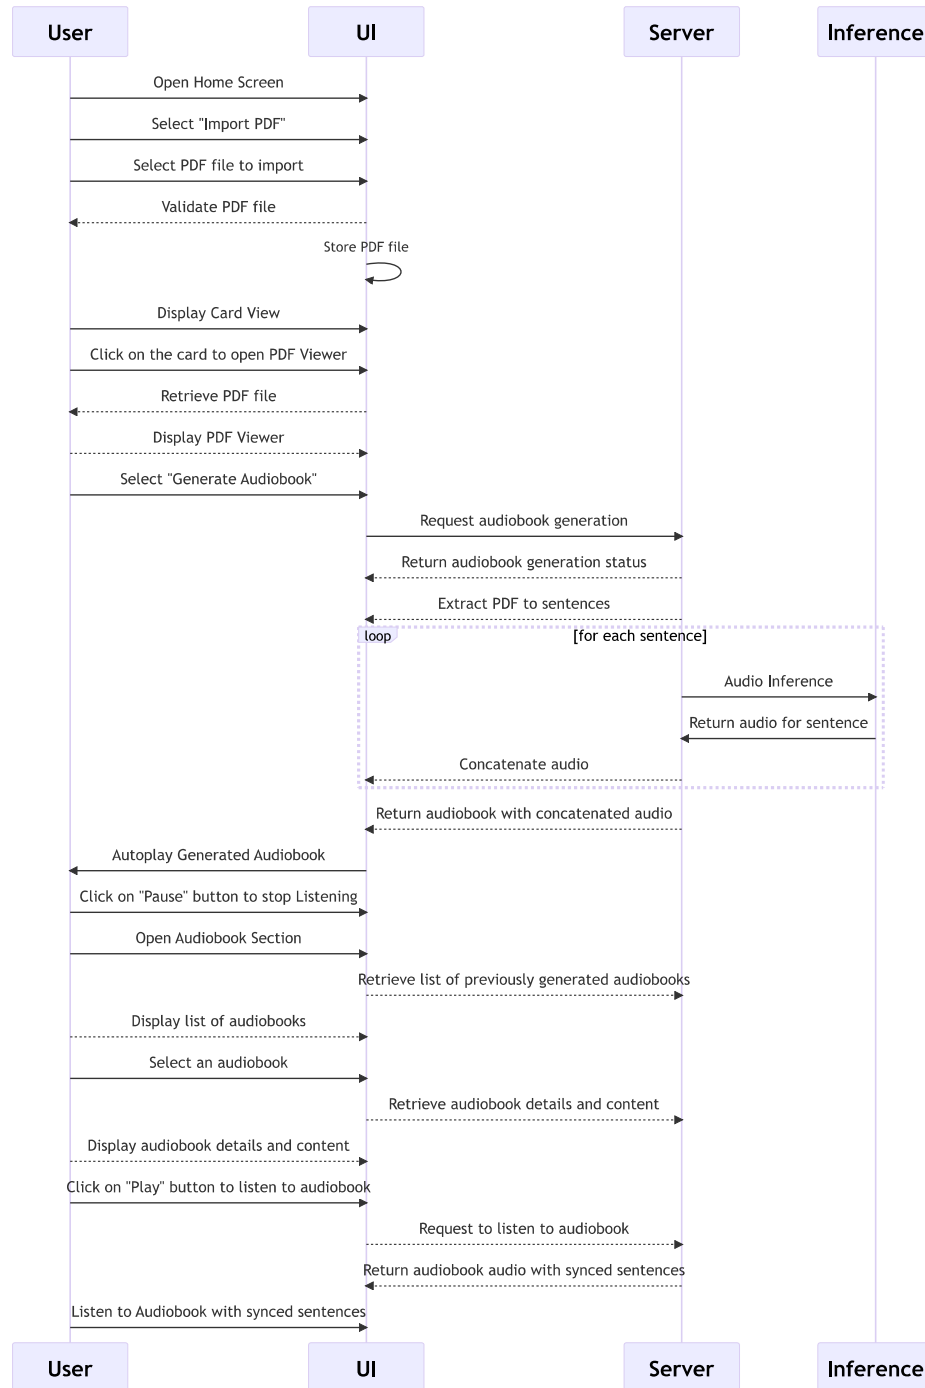 User UI Server Inference
Open Home Screen
Select "Import PDF"
Select PDF file to import
Validate PDF file
Store PDF file
Display Card View
Click on the card to open PDF Viewer
Retrieve PDF file
Display PDF Viewer
Select "Generate Audiobook"
Request audiobook generation
Return audiobook generation status
Extract PDF to sentences
loop [for each sentence]
Audio Inference
Return audio for sentence
Concatenate audio
Return audiobook with concatenated audio
Autoplay Generated Audiobook
Click on "Pause" button to stop Listening
Open Audiobook Section
Retrieve list of previously generated audiobooks
Display list of audiobooks
Select an audiobook
Retrieve audiobook details and content
Display audiobook details and content
Click on "Play" button to listen to audiobook
Request to listen to audiobook
Return audiobook audio with synced sentences
Listen to Audiobook with synced sentences
User UI Server Inference